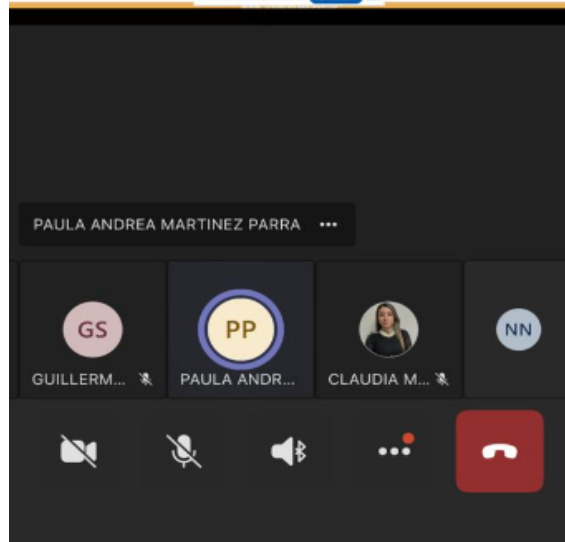 PAULA ANDREA MARTINEZ PARRA •••
GS
PP
NN
GUILLERM...
PAULA ANDR...
CLAUDIA M...